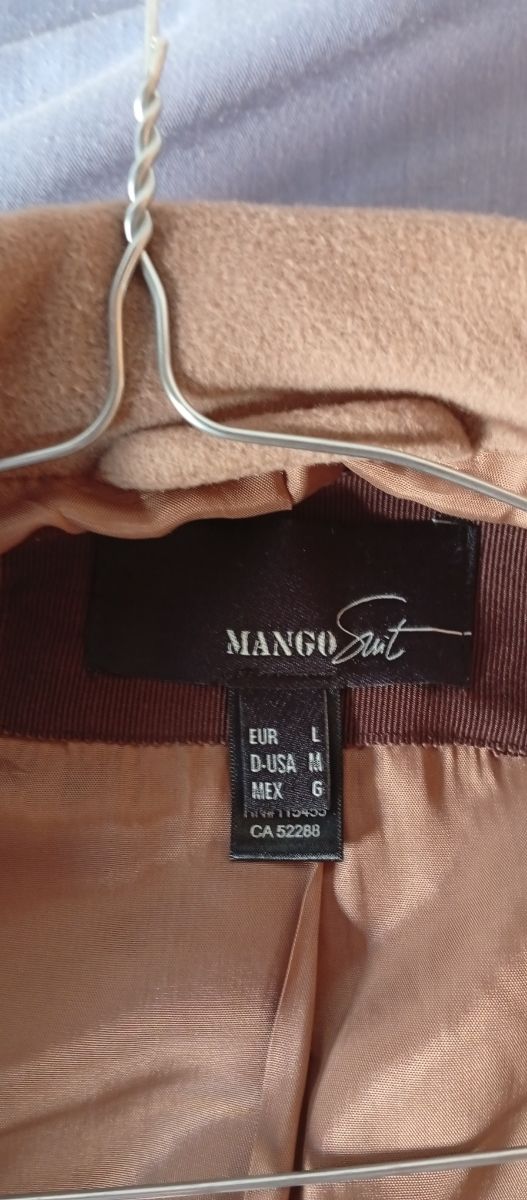 MANGO Suit
EUR L
D-USA M
MEX G
CA 52288